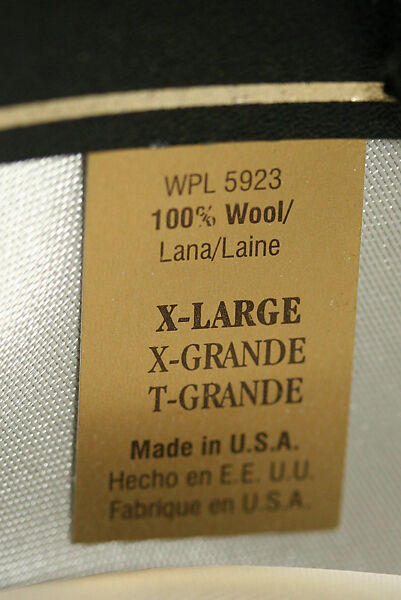 WPL 5923
100% Wool/
Lana/Laine
X-LARGE
X-GRANDE
T-GRANDE
Made in U.S.A.
Hecho en E.E. U.U.
Fabrique en U.S.A.